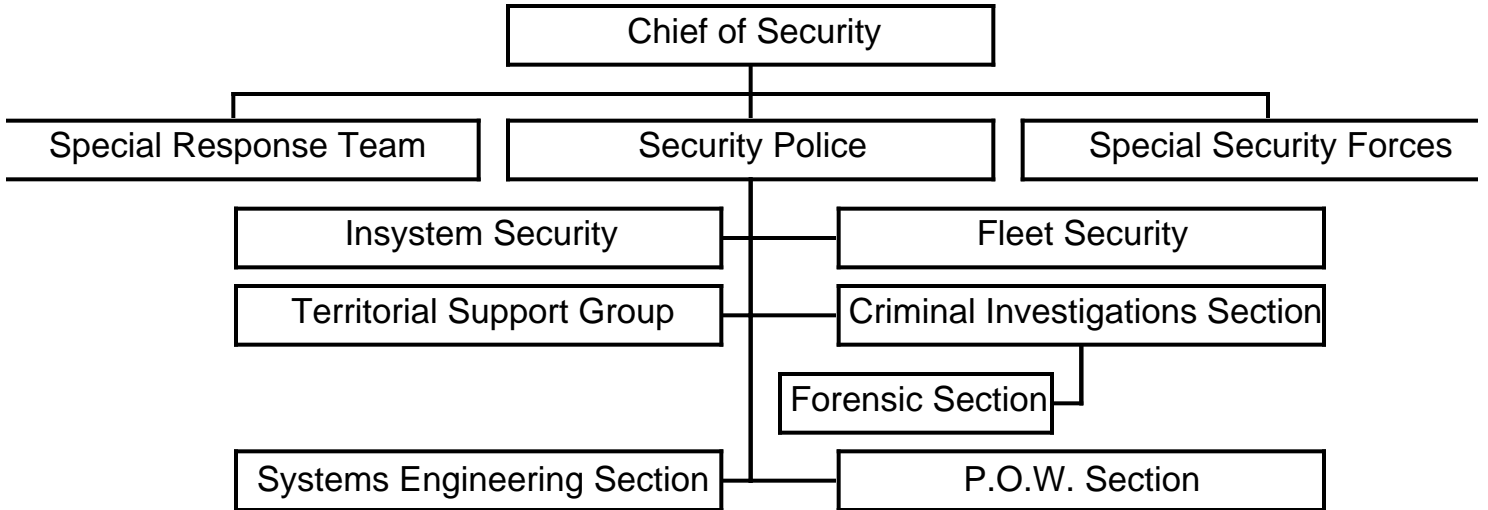 Chief of Security
Special Response Team
Security Police
Special Security Forces
Insystem Security
Fleet Security
Territorial Support Group
Criminal Investigations Section
Forensic Section
Systems Engineering Section
P.O.W. Section